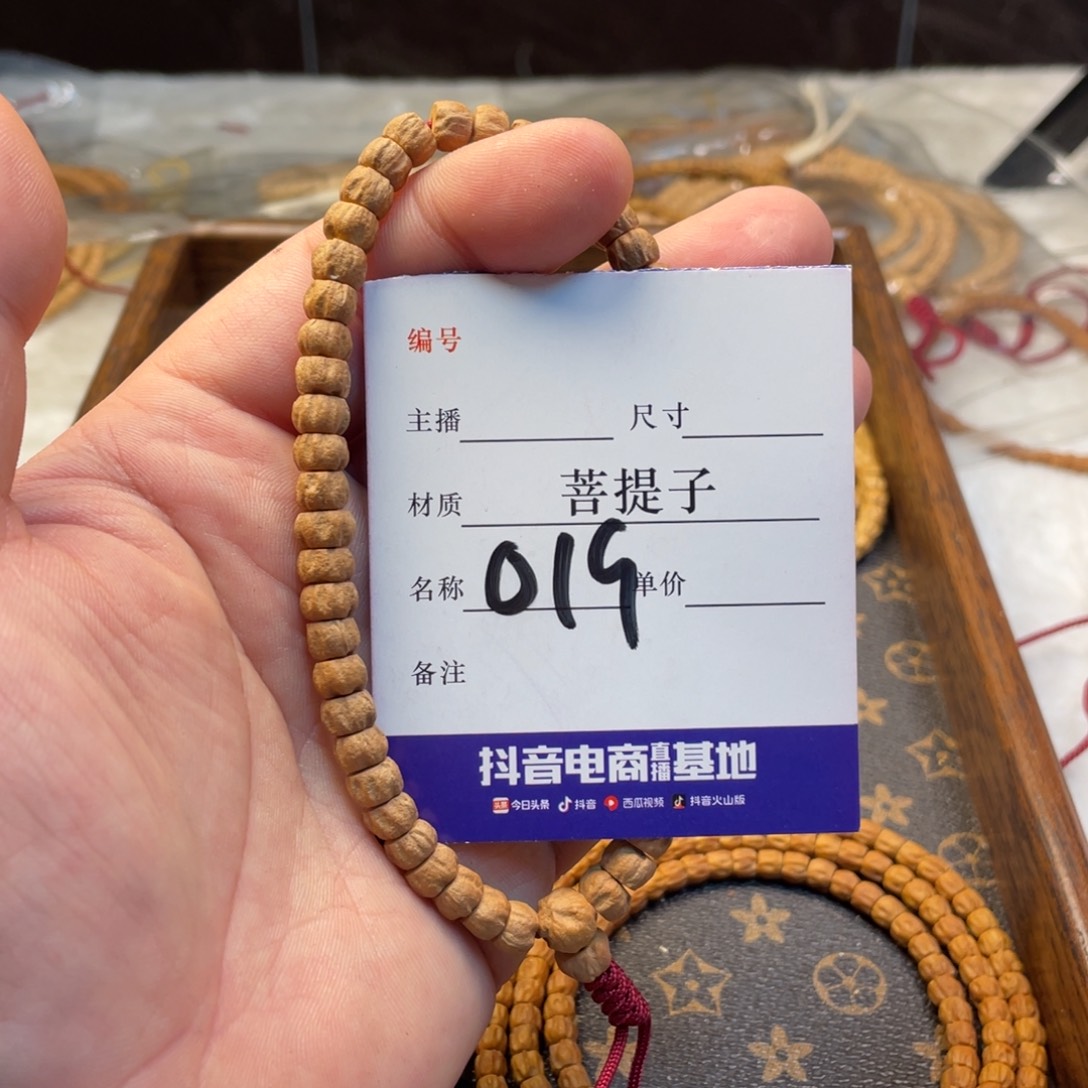 编号
主播 尺寸
材质 菩提子
名称 019 单价
备注
抖音电商直播基地
头条 今日头条 抖音 西瓜视频 抖音火山版